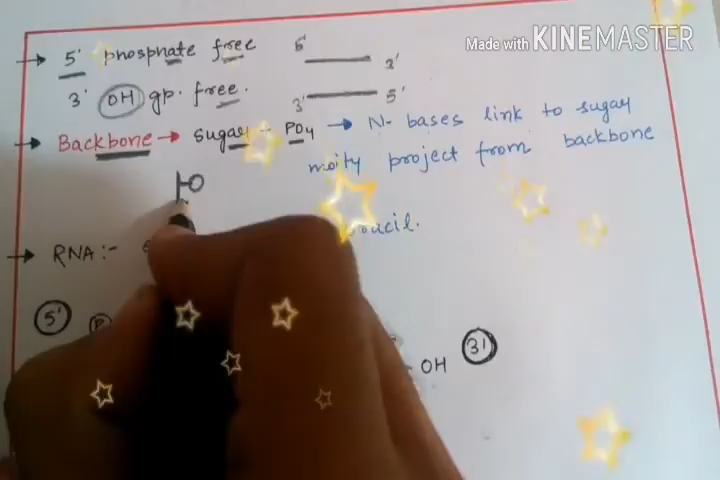 Made with KINEMASTER
→ 5' phosphate free 5' 3'
3' OH gp. free. 3' 5'
→ Backbone → sugar - PO4 → N-bases link to sugar
moity project from backbone
→ RNA:-
5' P OH 3'